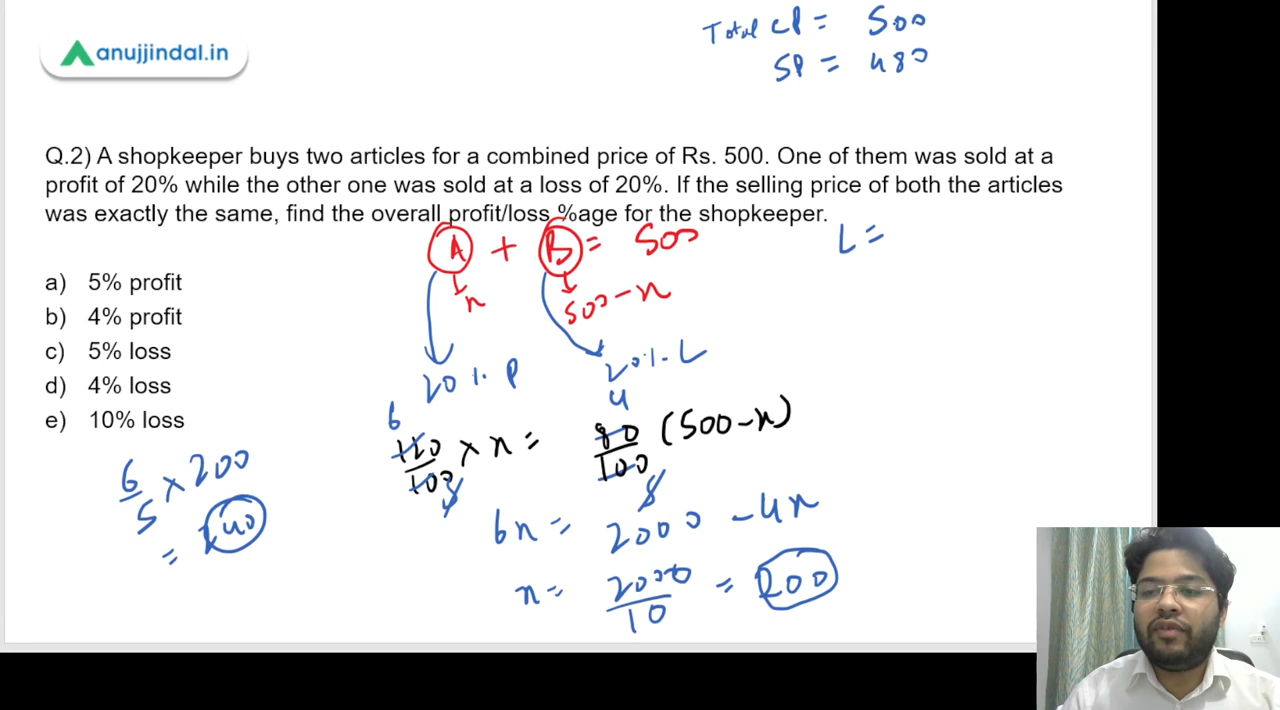 Total CP = 500
SP = 480
anujjindal.in
Q.2) A shopkeeper buys two articles for a combined price of Rs. 500. One of them was sold at a
profit of 20% while the other one was sold at a loss of 20%. If the selling price of both the articles
was exactly the same, find the overall profit/loss %age for the shopkeeper.
A + B = 500
L =
x
500 - x
a) 5% profit
b) 4% profit
c) 5% loss
d) 4% loss
e) 10% loss
20 % P
20 % L
6
4
120/100 × x = 80/100 (500 - x)
5
5
6/5 × 200
= 240
6x = 2000 - 4x
x = 2000/10 = 200